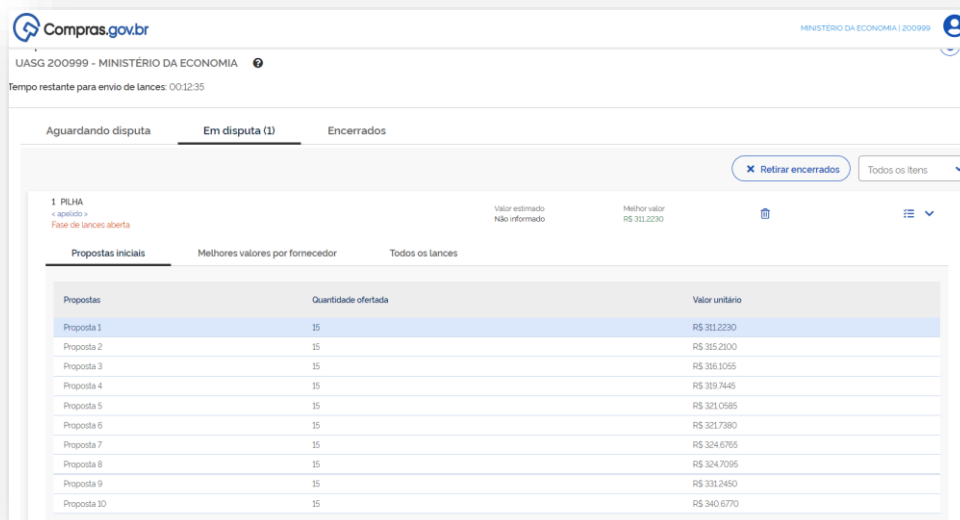 Compras.gov.br
MINISTÉRIO DA ECONOMIA | 200999
UASG 200999 - MINISTÉRIO DA ECONOMIA ?
Tempo restante para envio de lances: 00:12:35
Aguardando disputa Em disputa (1) Encerrados
Retirar encerrados Todos os Itens
1 PILHA
< apelido >
Fase de lances aberta
Valor estimado
Não informado
Melhor valor
R$ 311.2230
Propostas iniciais Melhores valores por fornecedor Todos os lances
Propostas Quantidade ofertada Valor unitário
Proposta 1 15 R$ 311.2230
Proposta 2 15 R$ 315.2100
Proposta 3 15 R$ 316.1055
Proposta 4 15 R$ 319.7445
Proposta 5 15 R$ 321.0585
Proposta 6 15 R$ 321.7380
Proposta 7 15 R$ 324.6765
Proposta 8 15 R$ 324.7095
Proposta 9 15 R$ 331.2450
Proposta 10 15 R$ 340.6770